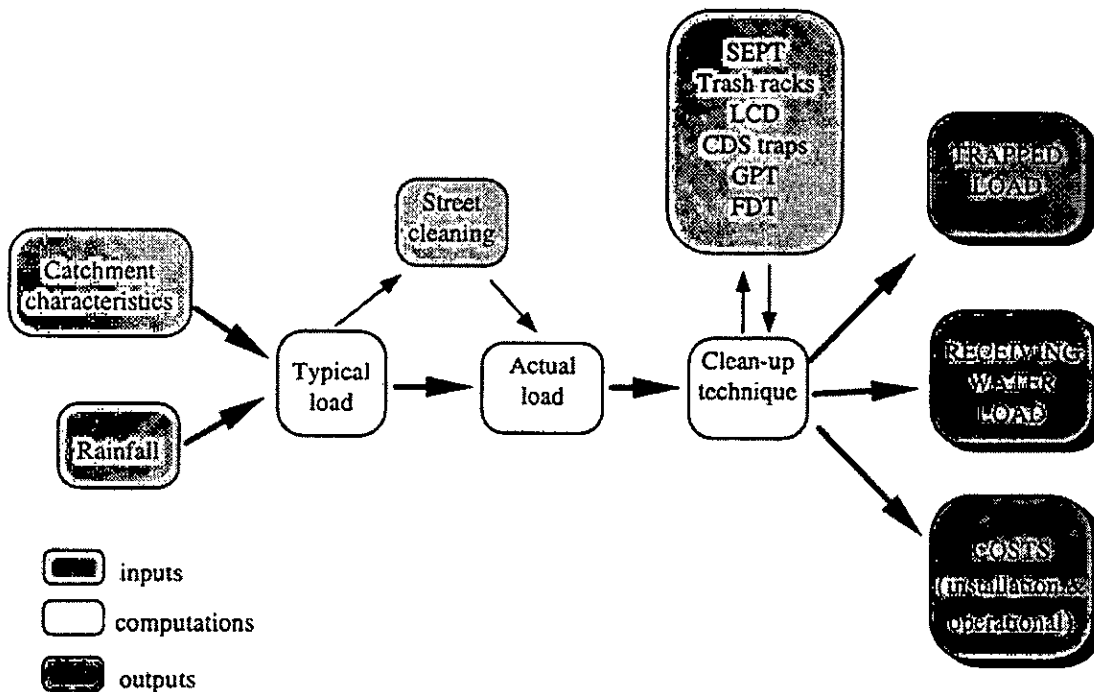 SEPT
Trash racks
LCD
CDS traps
GPT
FDT
TRAPPED
LOAD
Street
cleaning
Catchment
characteristics
Typical
load
Actual
load
Clean-up
technique
RECEIVING
WATER
LOAD
Rainfall
COSTS
(installation &
operational)
inputs
computations
outputs